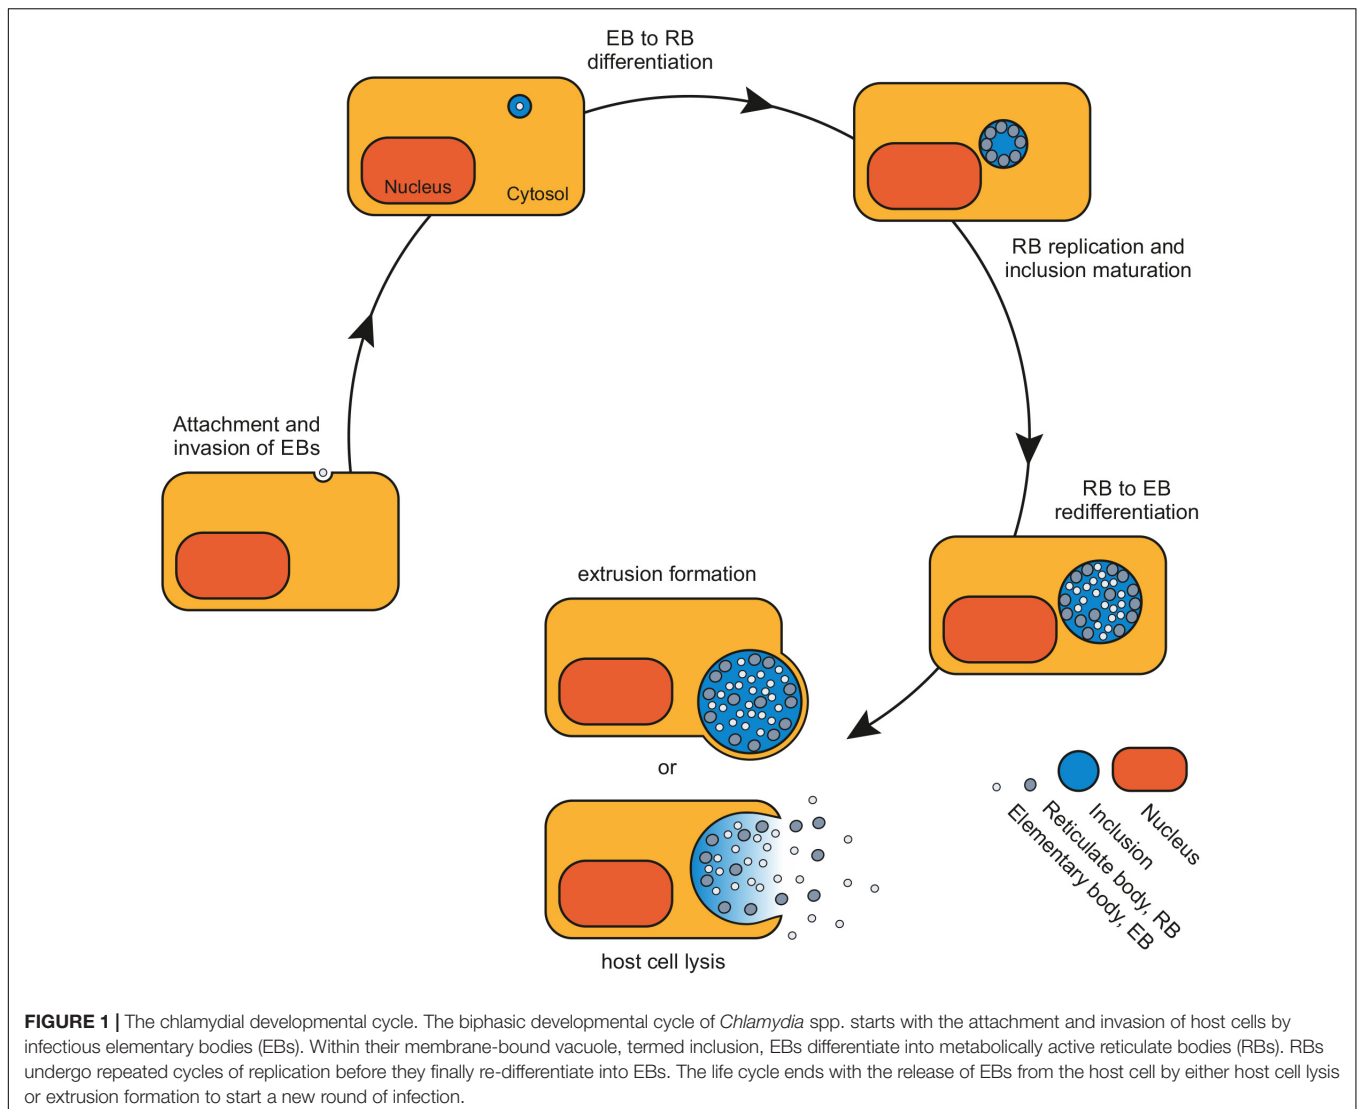 EB to RB
differentiation
Nucleus
Cytosol
RB replication and
inclusion maturation
Attachment and
invasion of EBs
RB to EB
redifferentiation
extrusion formation
or
host cell lysis
Elementary body, EB
Reticulate body, RB
Inclusion
Nucleus
FIGURE 1 | The chlamydial developmental cycle. The biphasic developmental cycle of Chlamydia spp. starts with the attachment and invasion of host cells by
infectious elementary bodies (EBs). Within their membrane-bound vacuole, termed inclusion, EBs differentiate into metabolically active reticulate bodies (RBs). RBs
undergo repeated cycles of replication before they finally re-differentiate into EBs. The life cycle ends with the release of EBs from the host cell by either host cell lysis
or extrusion formation to start a new round of infection.